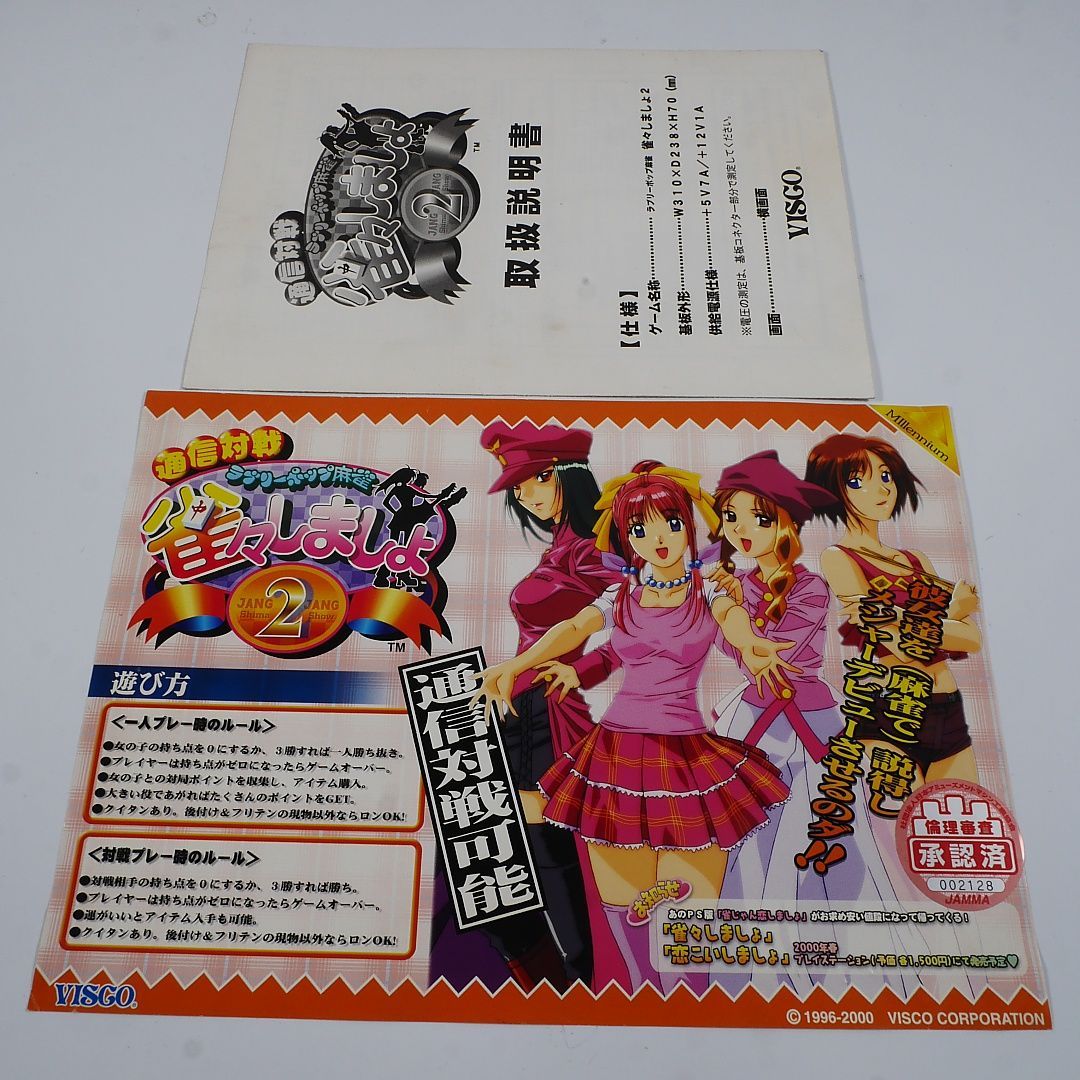 通信対戦
ラブリーポップ麻雀
雀々しましょ
2
JANG JANG
Shima Show
TM
取扱説明書
【仕様】
ゲーム名称………………ラブリーポップ麻雀 雀々しましょ2
基板外形………………W310×D238×H70(㎜)
供給電源仕様………………+5V7A/+12V1A
※電圧の測定は、基板コネクター部分で測定してください。
画面………………横画面
VISCO®
Millennium
通信対戦
ラブリーポップ麻雀
雀々しましょ
JANG 2 JANG
Shima Show
TM
遊び方
<一人プレー時のルール>
●女の子の持ち点を0にするか、3勝すれば一人勝ち抜き。
●プレイヤーは持ち点がゼロになったらゲームオーバー。
●女の子との対局ポイントを収集し、アイテム購入。
●大きい役であがればたくさんのポイントをGET。
●クイタンあり。後付け&フリテンの現物以外ならロンOK!
<対戦プレー時のルール>
●対戦相手の持ち点を0にするか、3勝すれば勝ち。
●プレイヤーは持ち点がゼロになったらゲームオーバー。
●運がいいとアイテム入手も可能。
●クイタンあり。後付け&フリテンの現物以外ならロンOK!
通信対戦可能
彼女達を(麻雀で)説得し
メジャーデビューさせるのダ!!
倫理審査
承認済
002128
JAMMA
お知らせ
あのPS版「雀じゃん恋しましょ」がお求め安い値段になって帰ってくる!
「雀々しましょ」
「恋こいしましょ」
2000年春
プレイステーション(予価 各1,500円)にて発売予定♥
VISCO®
©1996-2000 VISCO CORPORATION